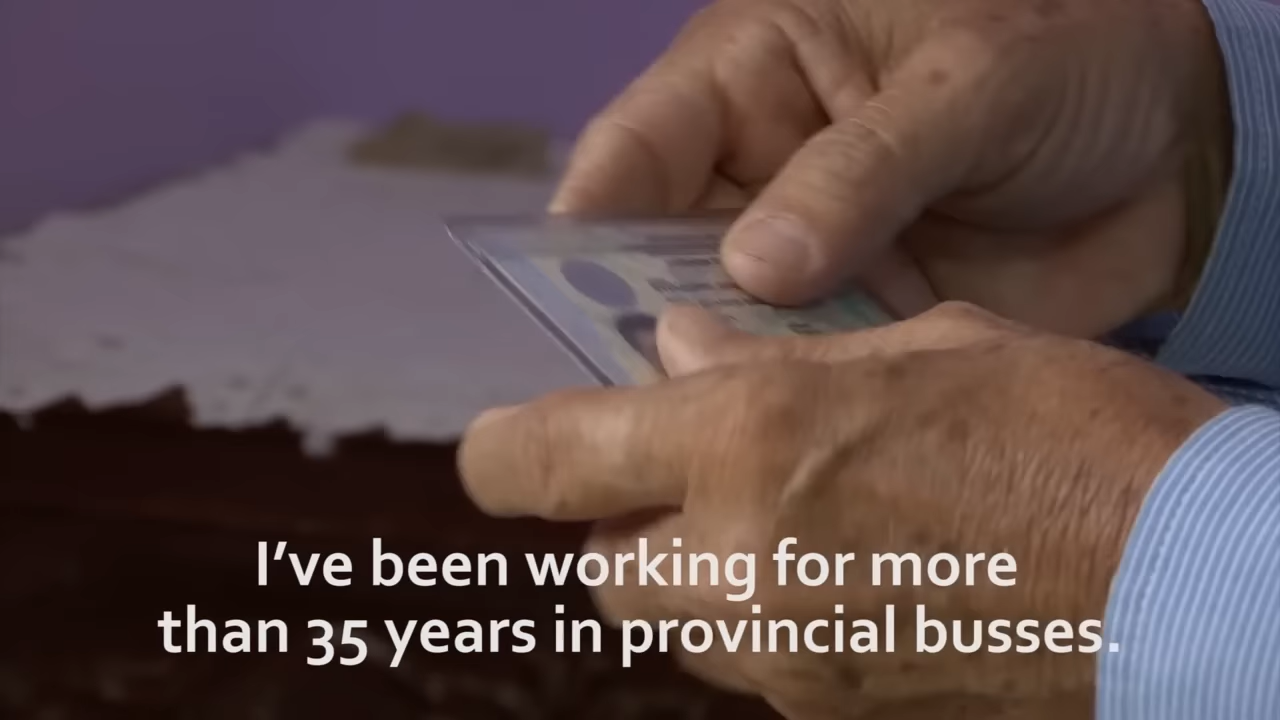 I’ve been working for more
than 35 years in provincial busses.